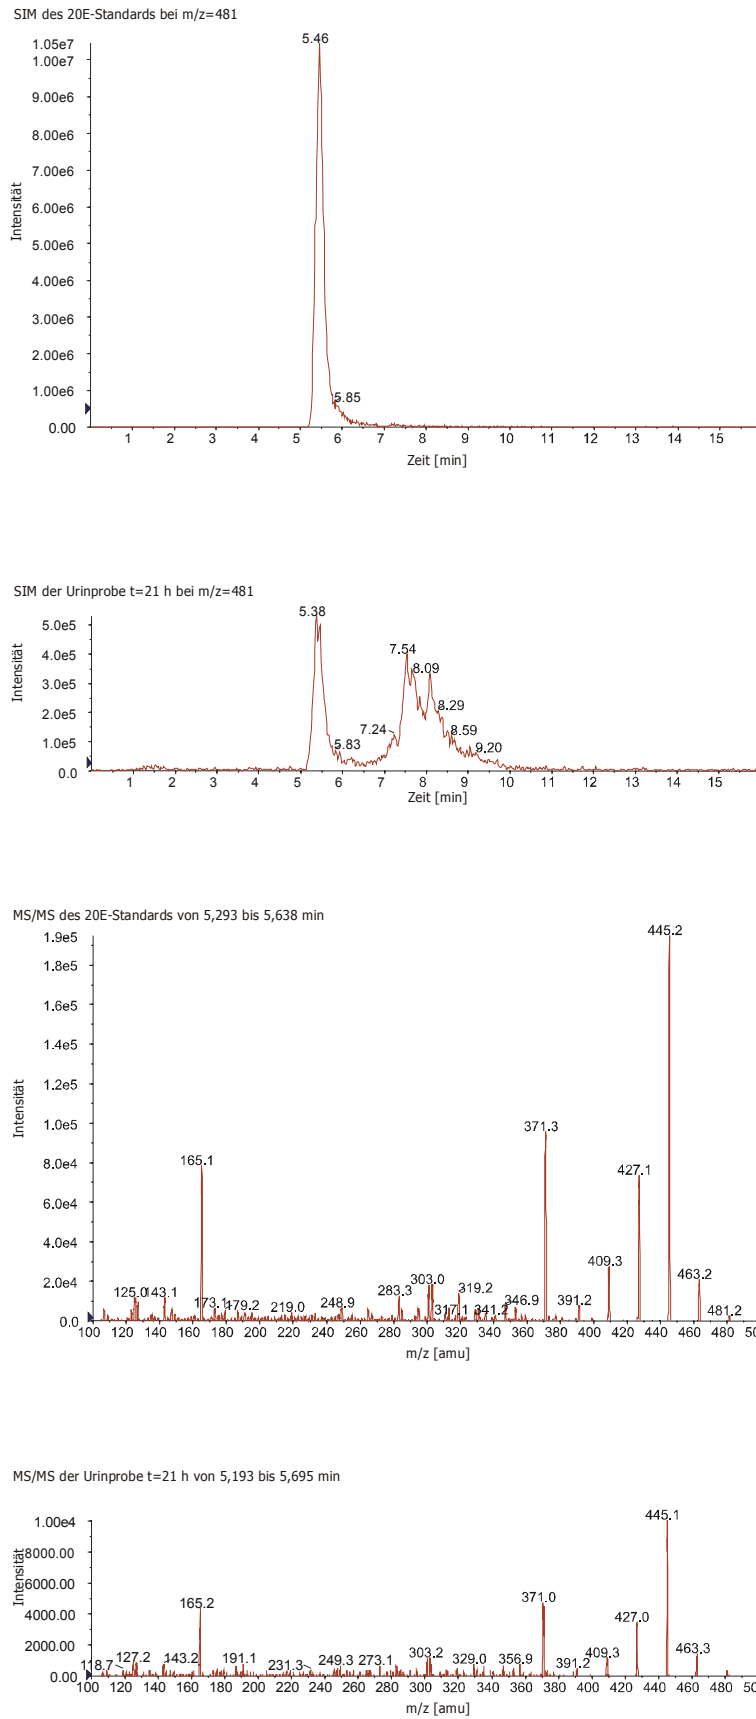 SIM des 20E-Standards bei m/z=481
5.46
1.05e7
1.00e7
9.00e6
8.00e6
7.00e6
6.00e6
5.00e6
4.00e6
3.00e6
2.00e6
1.00e6
0.00
Intensität
5.85
1 2 3 4 5 6 7 8 9 10 11 12 13 14 15
Zeit [min]
SIM der Urinprobe t=21 h bei m/z=481
5.38
5.0e5
4.0e5
3.0e5
2.0e5
1.0e5
0.0
Intensität
7.54
8.09
8.29
7.24
8.59
5.83
9.20
1 2 3 4 5 6 7 8 9 10 11 12 13 14 15
Zeit [min]
MS/MS des 20E-Standards von 5,293 bis 5,638 min
1.9e5
1.8e5
1.6e5
1.4e5
1.2e5
1.0e5
8.0e4
6.0e4
4.0e4
2.0e4
0.0
Intensität
445.2
371.3
165.1
427.1
409.3
463.2
125.0 143.1 173.1 179.2 219.0 248.9 283.3 303.0 317.1 319.2 341.2 346.9 391.2 481.2
100 120 140 160 180 200 220 240 260 280 300 320 340 360 380 400 420 440 460 480
m/z [amu]
MS/MS der Urinprobe t=21 h von 5,193 bis 5,695 min
1.00e4
8000.00
6000.00
4000.00
2000.00
0.00
Intensität
445.1
371.0
165.2
427.0
118.7 127.2 143.2 191.1 231.3 249.3 273.1 303.2 329.0 356.9 391.2 409.3 463.3
100 120 140 160 180 200 220 240 260 280 300 320 340 360 380 400 420 440 460 480
m/z [amu]